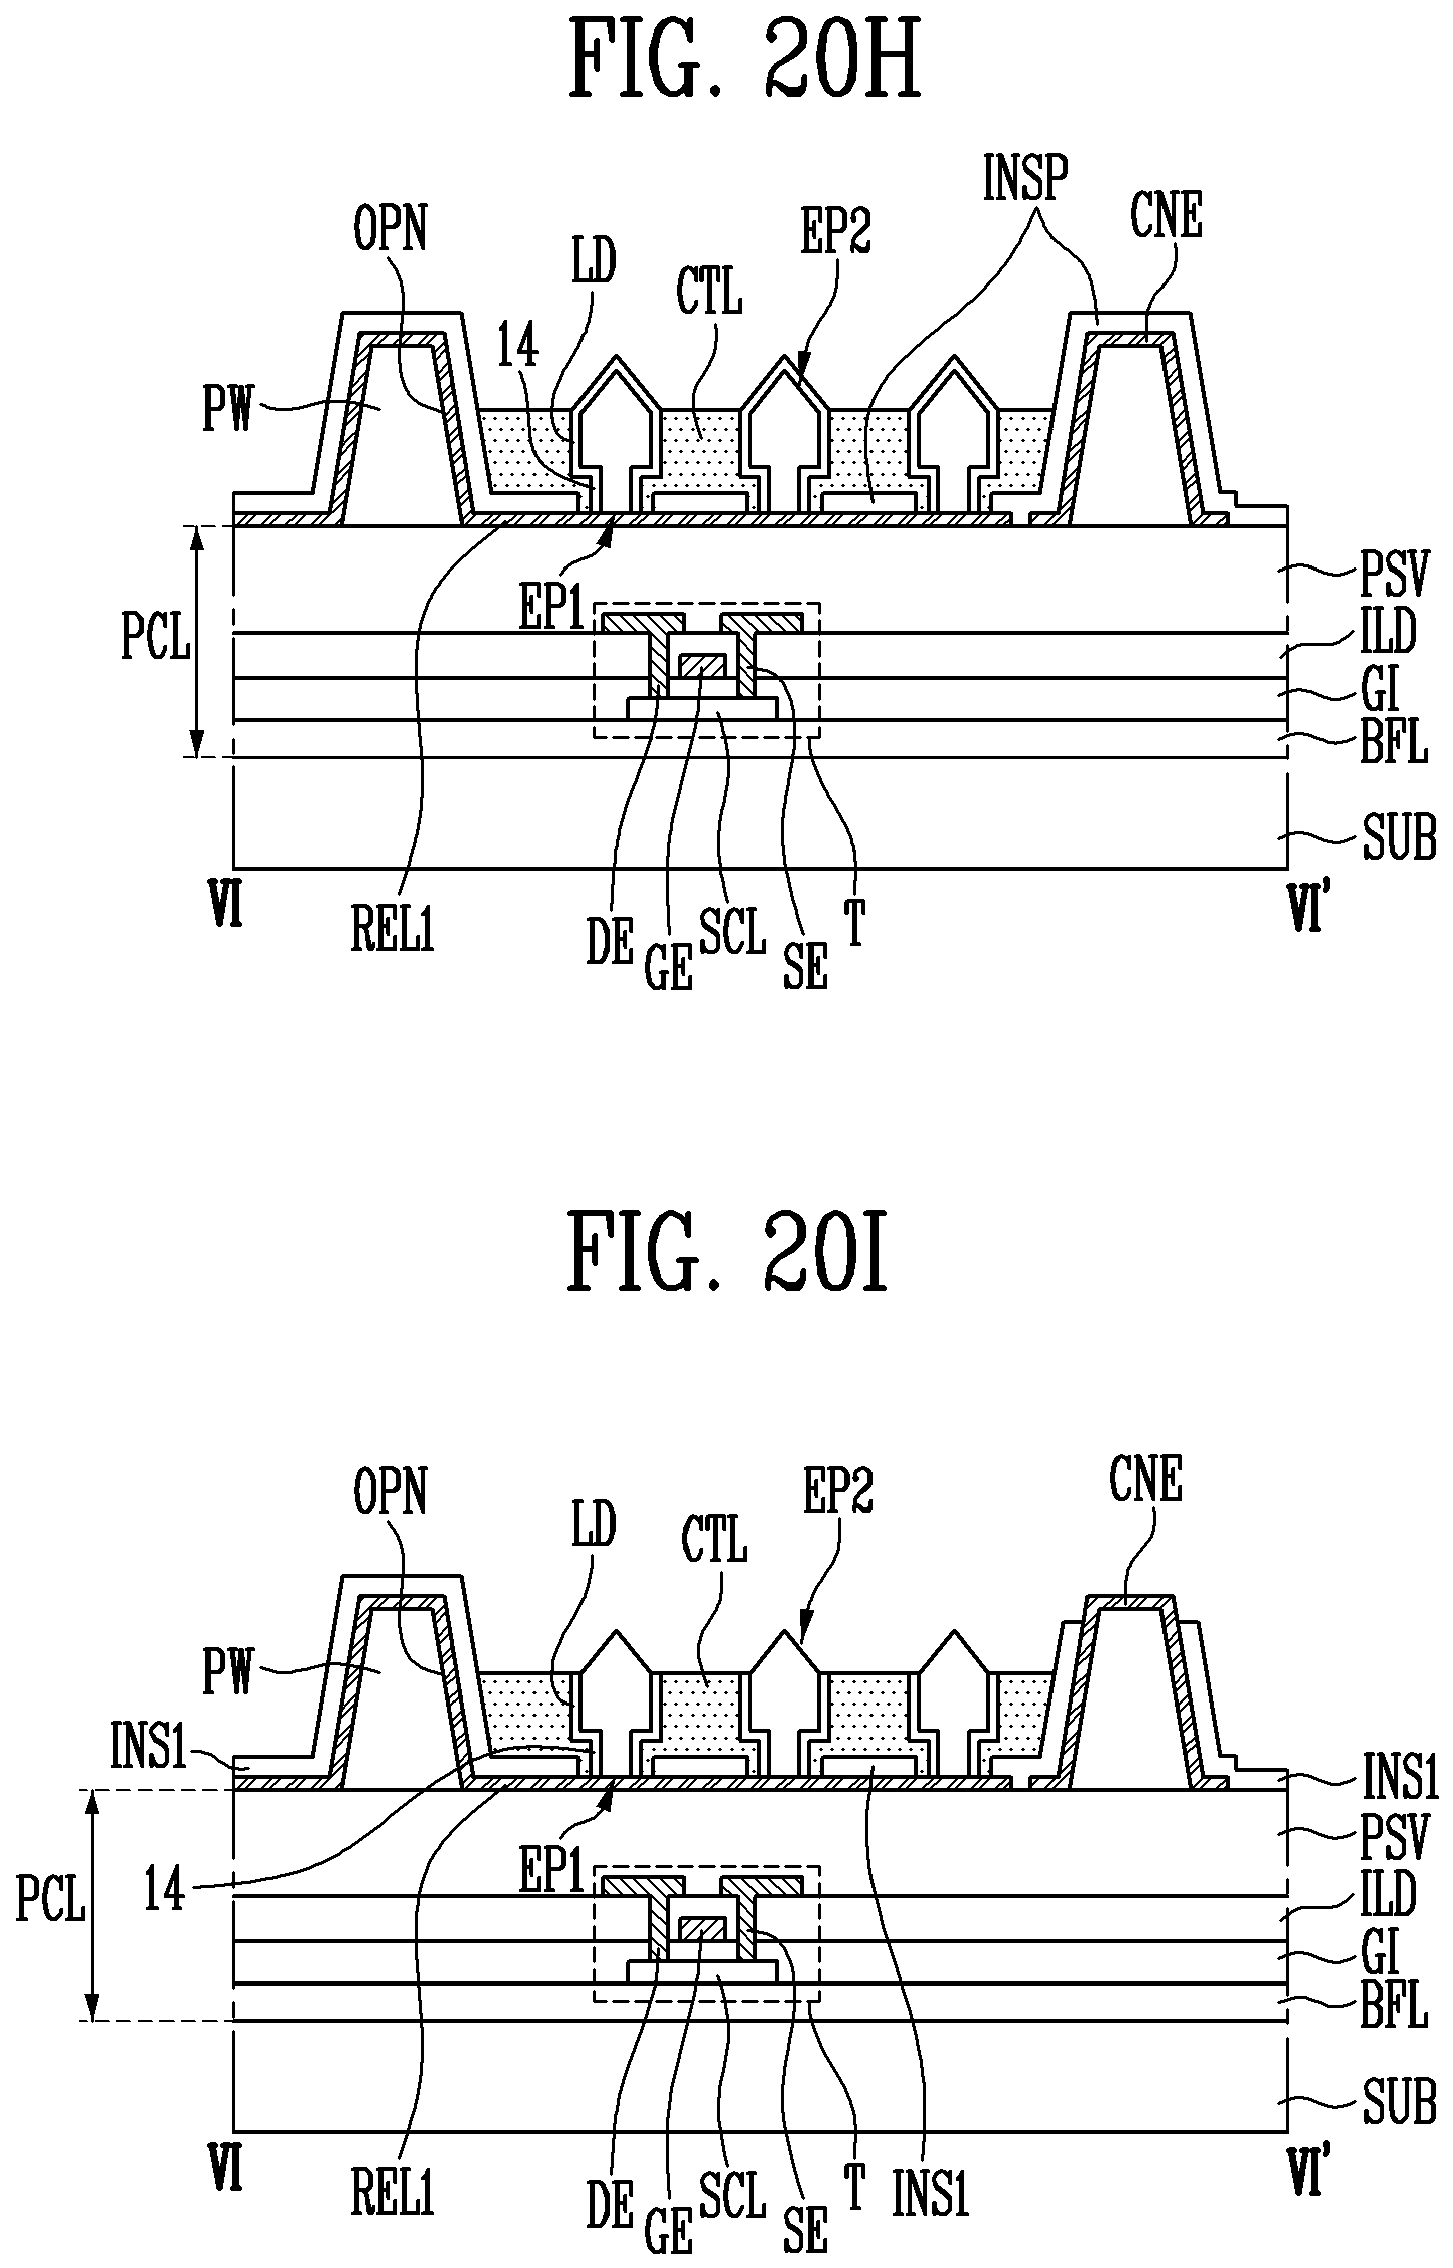 FIG. 20H
INSP
CNE
OPN
EP2
LD
CTL
14
PW
EP1
PSV
PCL
ILD
GI
BFL
SUB
VI
VI'
REL1
DE
GE
SCL
SE
T
FIG. 20I
OPN
EP2
CNE
LD
CTL
PW
INS1
INS1
PSV
EP1
14
PCL
ILD
GI
BFL
SUB
VI
VI'
REL1
DE
GE
SCL
SE
T
INS1